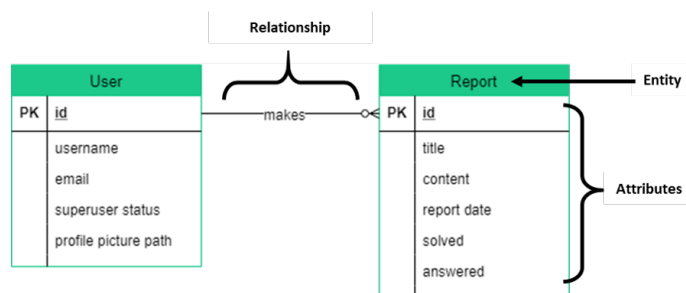 Relationship
User
Report
Entity
PK id
makes
PK id
username
email
superuser status
profile picture path
title
content
report date
solved
answered
Attributes